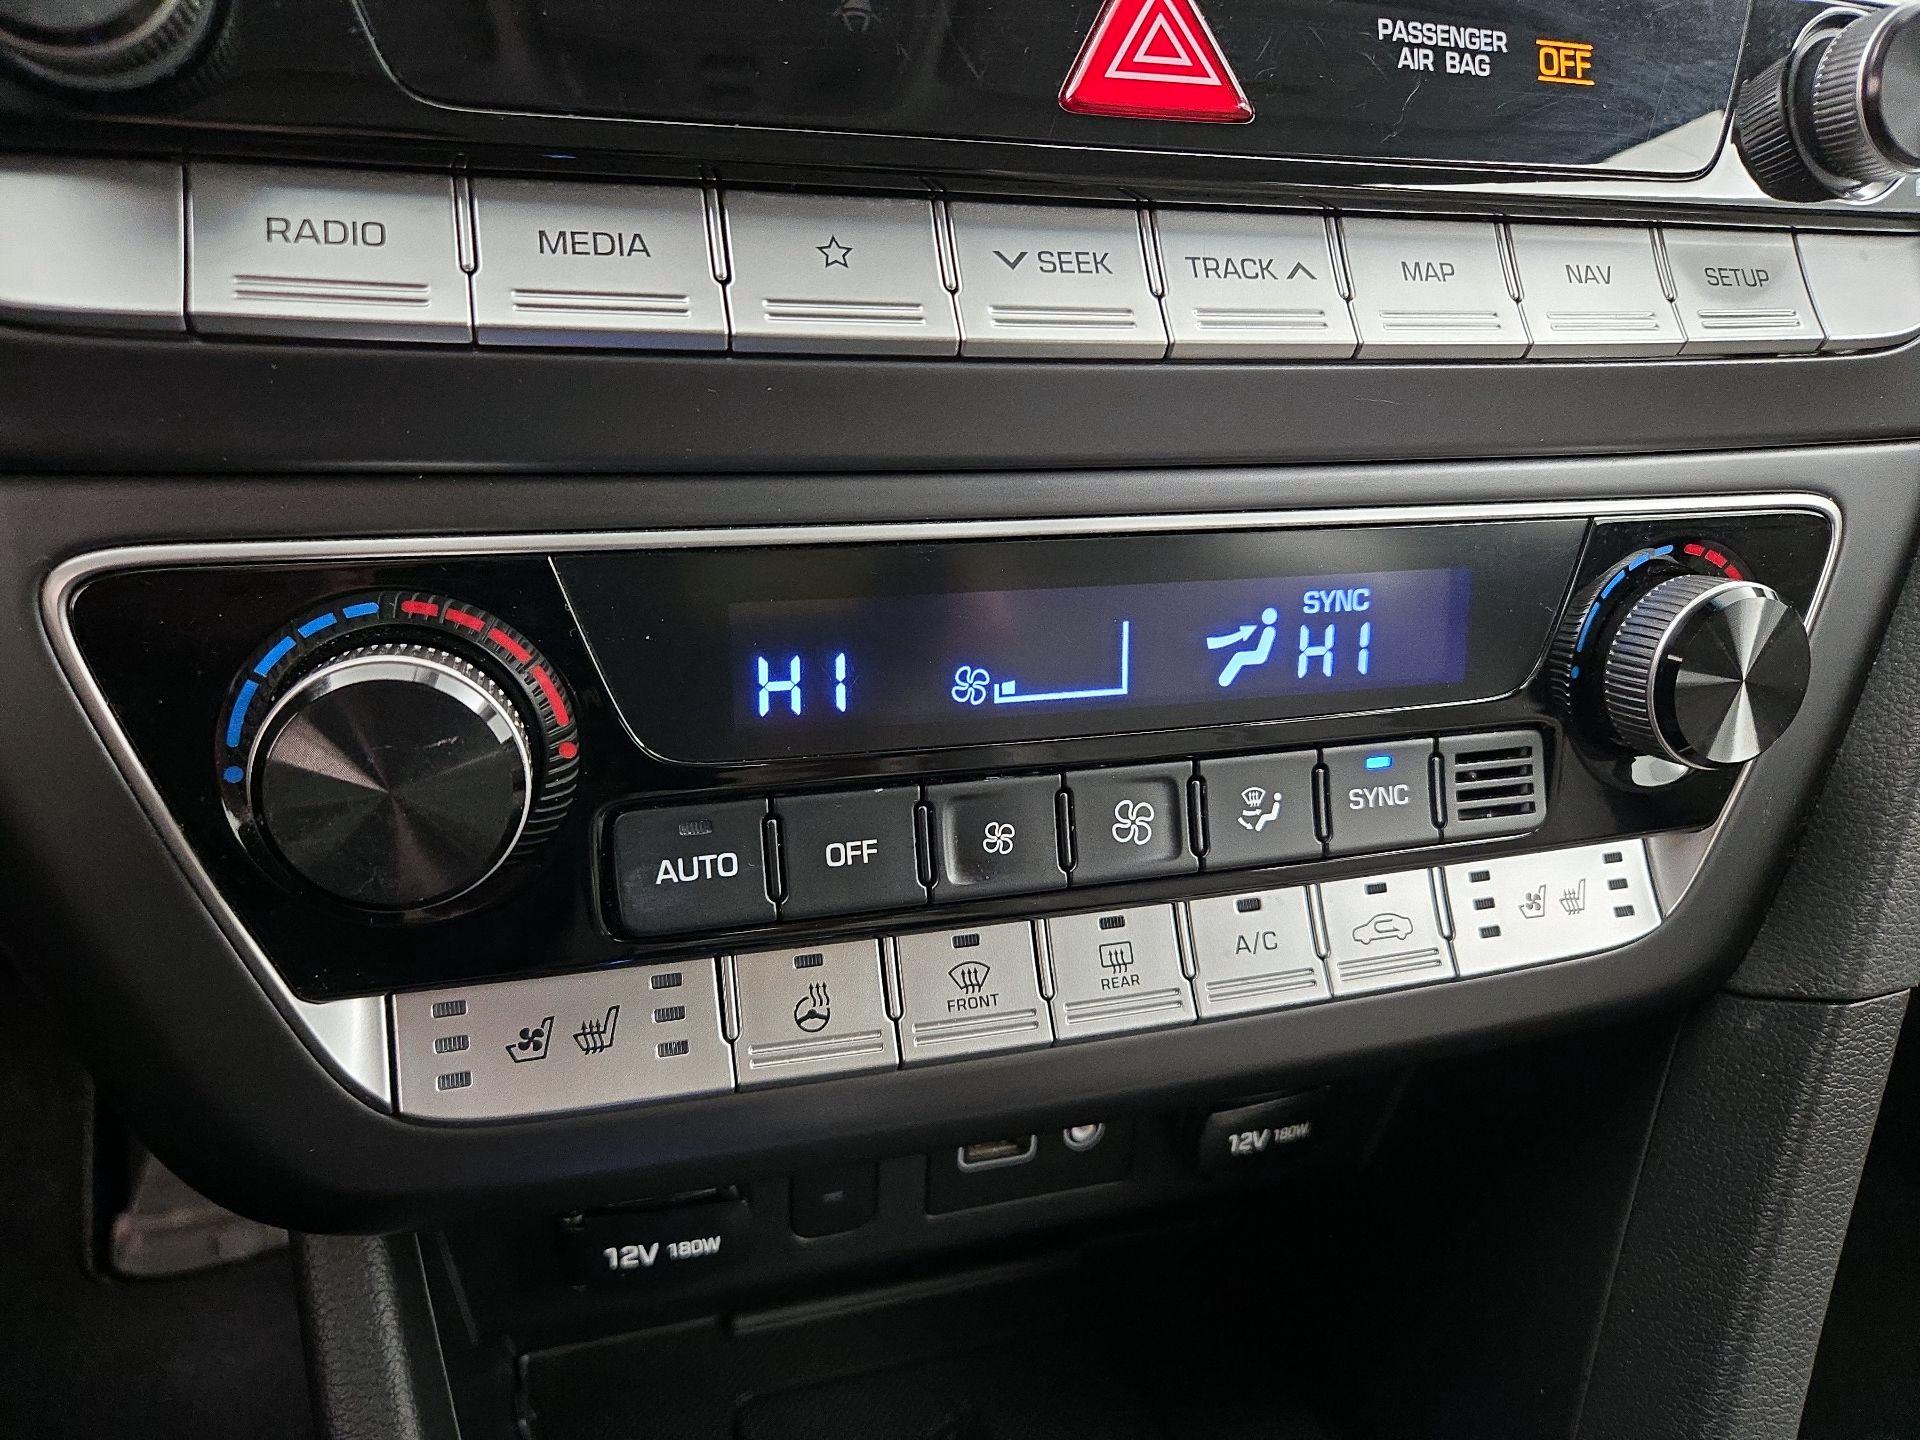 PASSENGER
AIR BAG
OFF
RADIO
MEDIA
SEEK
TRACK
MAP
NAV
SETUP
SYNC
HI
HI
AUTO
OFF
SYNC
FRONT
REAR
A/C
12V 180W
12V 180W